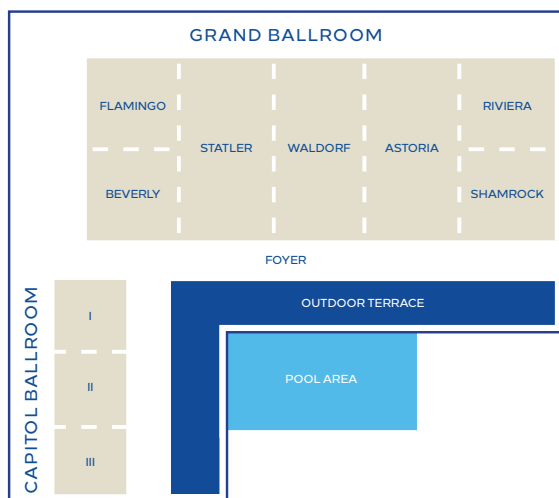 GRAND BALLROOM
FLAMINGO
RIVIERA
STATLER
WALDORF
ASTORIA
BEVERLY
SHAMROCK
FOYER
CAPITOL BALLROOM
I
II
III
OUTDOOR TERRACE
POOL AREA